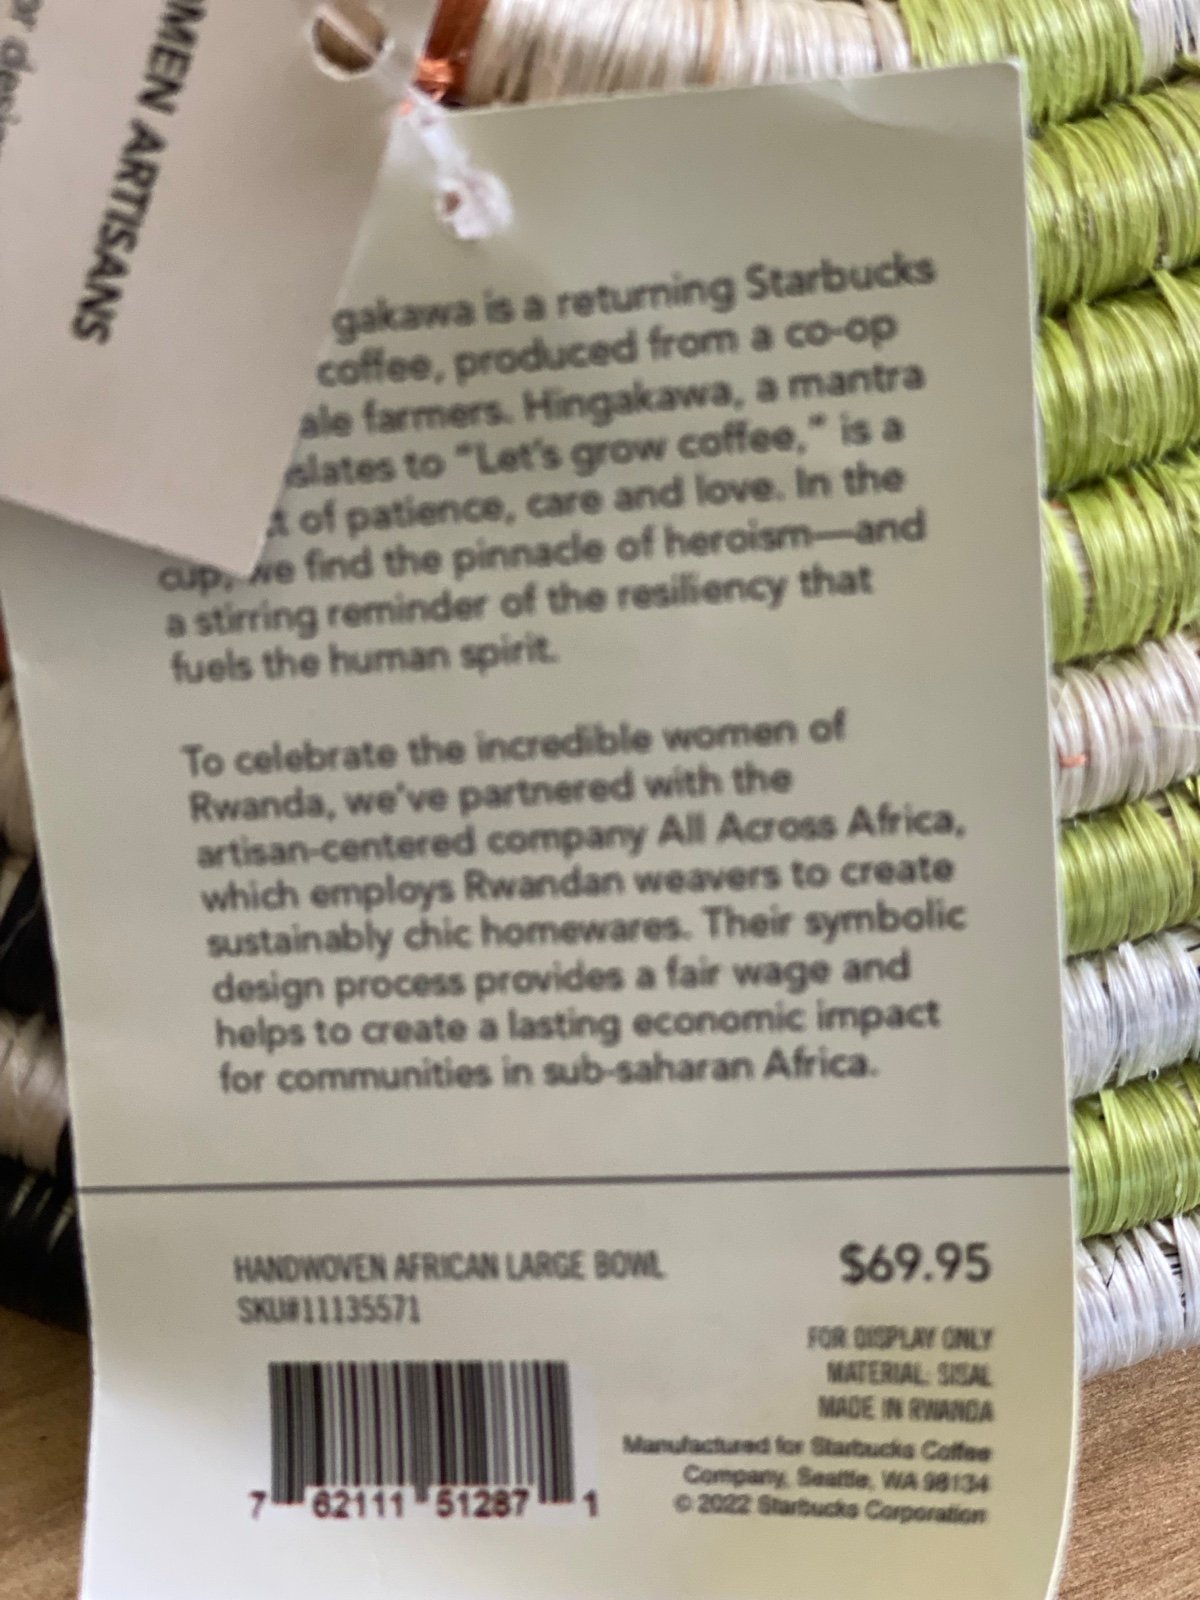 MEN ARTISANS
gakawa is a returning Starbucks
coffee, produced from a co-op
ale farmers. Hingakawa, a mantra
slates to "Let's grow coffee," is a
t of patience, care and love. In the
cup, we find the pinnacle of heroism—and
a stirring reminder of the resiliency that
fuels the human spirit.
To celebrate the incredible women of
Rwanda, we've partnered with the
artisan-centered company All Across Africa,
which employs Rwandan weavers to create
sustainably chic homewares. Their symbolic
design process provides a fair wage and
helps to create a lasting economic impact
for communities in sub-saharan Africa.
HANDWOVEN AFRICAN LARGE BOWL
SKU#11135571
$69.95
FOR DISPLAY ONLY
MATERIAL: SISAL
MADE IN RWANDA
Manufactured for Starbucks Coffee
Company, Seattle, WA 98134
© 2022 Starbucks Corporation
7 62111 51287 1